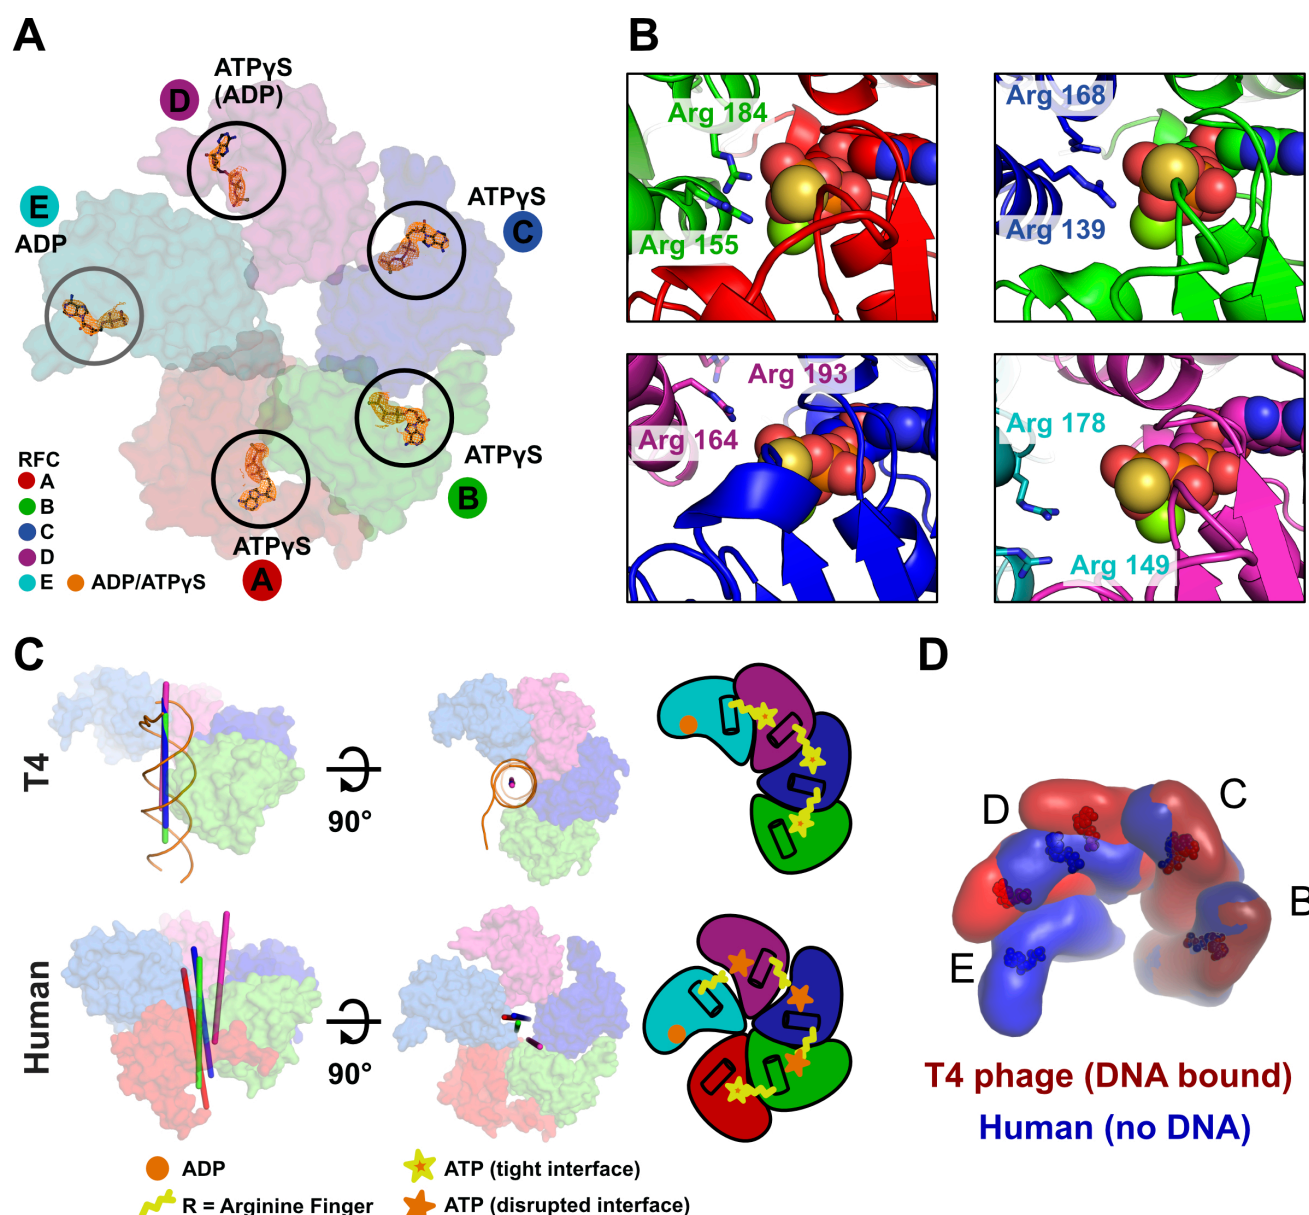 A
ATPγS
(ADP)
D
E
ADP
ATPγS
C
ATPγS
B
ATPγS
A
RFC
A
B
C
D
E
ADP/ATPγS
B
Arg 184
Arg 155
Arg 168
Arg 139
Arg 193
Arg 164
Arg 178
Arg 149
C
T4
90°
Human
90°
ADP
R = Arginine Finger
ATP (tight interface)
ATP (disrupted interface)
D
D
C
B
E
T4 phage (DNA bound)
Human (no DNA)